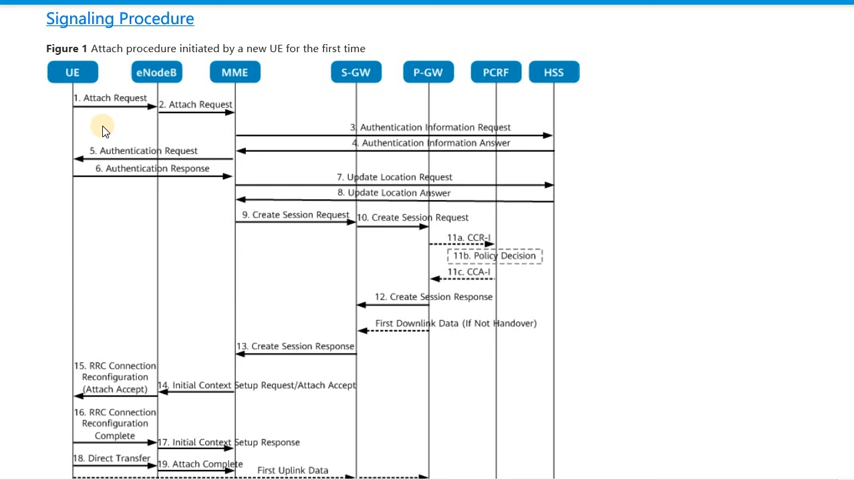 Signaling Procedure
Figure 1 Attach procedure initiated by a new UE for the first time
UE
eNodeB
MME
S-GW
P-GW
PCRF
HSS
1. Attach Request
2. Attach Request
3. Authentication Information Request
4. Authentication Information Answer
5. Authentication Request
6. Authentication Response
7. Update Location Request
8. Update Location Answer
9. Create Session Request
10. Create Session Request
11a. CCR-I
11b. Policy Decision
11c. CCA-I
12. Create Session Response
First Downlink Data (If Not Handover)
13. Create Session Response
15. RRC Connection
Reconfiguration
(Attach Accept)
14. Initial Context Setup Request/Attach Accept
16. RRC Connection
Reconfiguration
Complete
17. Initial Context Setup Response
18. Direct Transfer
19. Attach Complete
First Uplink Data